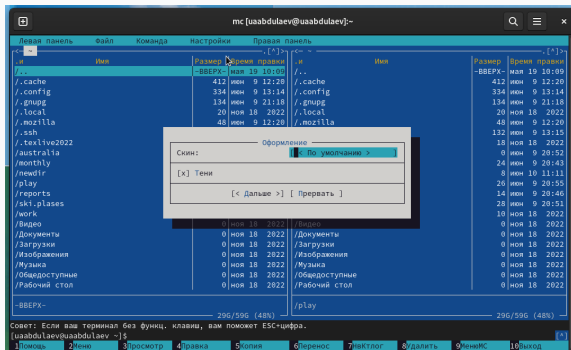 mc [uaabdulaev@uaabdulaev]:~
Левая панель Файл Команда Настройки Правая панель
<─ ~ .[^]> <─ ~ .[^]>
.и Имя Размер Время правки .и Имя Размер Время правки
/.. -ВВЕРХ- мая 19 10:09 /.. -ВВЕРХ- мая 19 10:09
/.cache 412 июн 9 12:20 /.cache 412 июн 9 12:20
/.config 334 июн 9 13:14 /.config 334 июн 9 13:14
/.gnupg 134 июн 9 21:18 /.gnupg 134 июн 9 21:18
/.local 20 ноя 18 2022 /.local 20 ноя 18 2022
/.mozilla 48 июн 9 12:20 /.mozilla 48 июн 9 12:20
/.ssh 132 июн 9 13:15
/.texlive2022 18 ноя 18 2022
/australia 0 июн 9 20:52
/monthly 24 июн 9 20:43
/newdir 8 июн 10 11:11
/play 26 июн 9 20:55
/reports 14 июн 9 20:46
/ski.plases 28 июн 9 20:51
/work 10 ноя 18 2022
/Видео 0 ноя 18 2022 /Видео 0 ноя 18 2022
/Документы 0 ноя 18 2022 /Документы 0 ноя 18 2022
/Загрузки 0 ноя 18 2022 /Загрузки 0 ноя 18 2022
/Изображения 0 ноя 18 2022 /Изображения 0 ноя 18 2022
/Музыка 0 ноя 18 2022 /Музыка 0 ноя 18 2022
/Общедоступные 0 ноя 18 2022 /Общедоступные 0 ноя 18 2022
/Рабочий стол 0 ноя 18 2022 /Рабочий стол 0 ноя 18 2022
Оформление
Скин: [ < По умолчанию > ]
[x] Тени
[< Дальше >] [ Прервать ]
-ВВЕРХ- /play
29G/59G (48%) 29G/59G (48%)
Совет: Если ваш терминал без функц. клавиш, вам поможет ESC+цифра.
[uaabdulaev@uaabdulaev ~]$ [^]
1Помощь 2Меню 3Просмотр 4Правка 5Копия 6Перенос 7НвКтлог 8Удалить 9МенюМС 10Выход